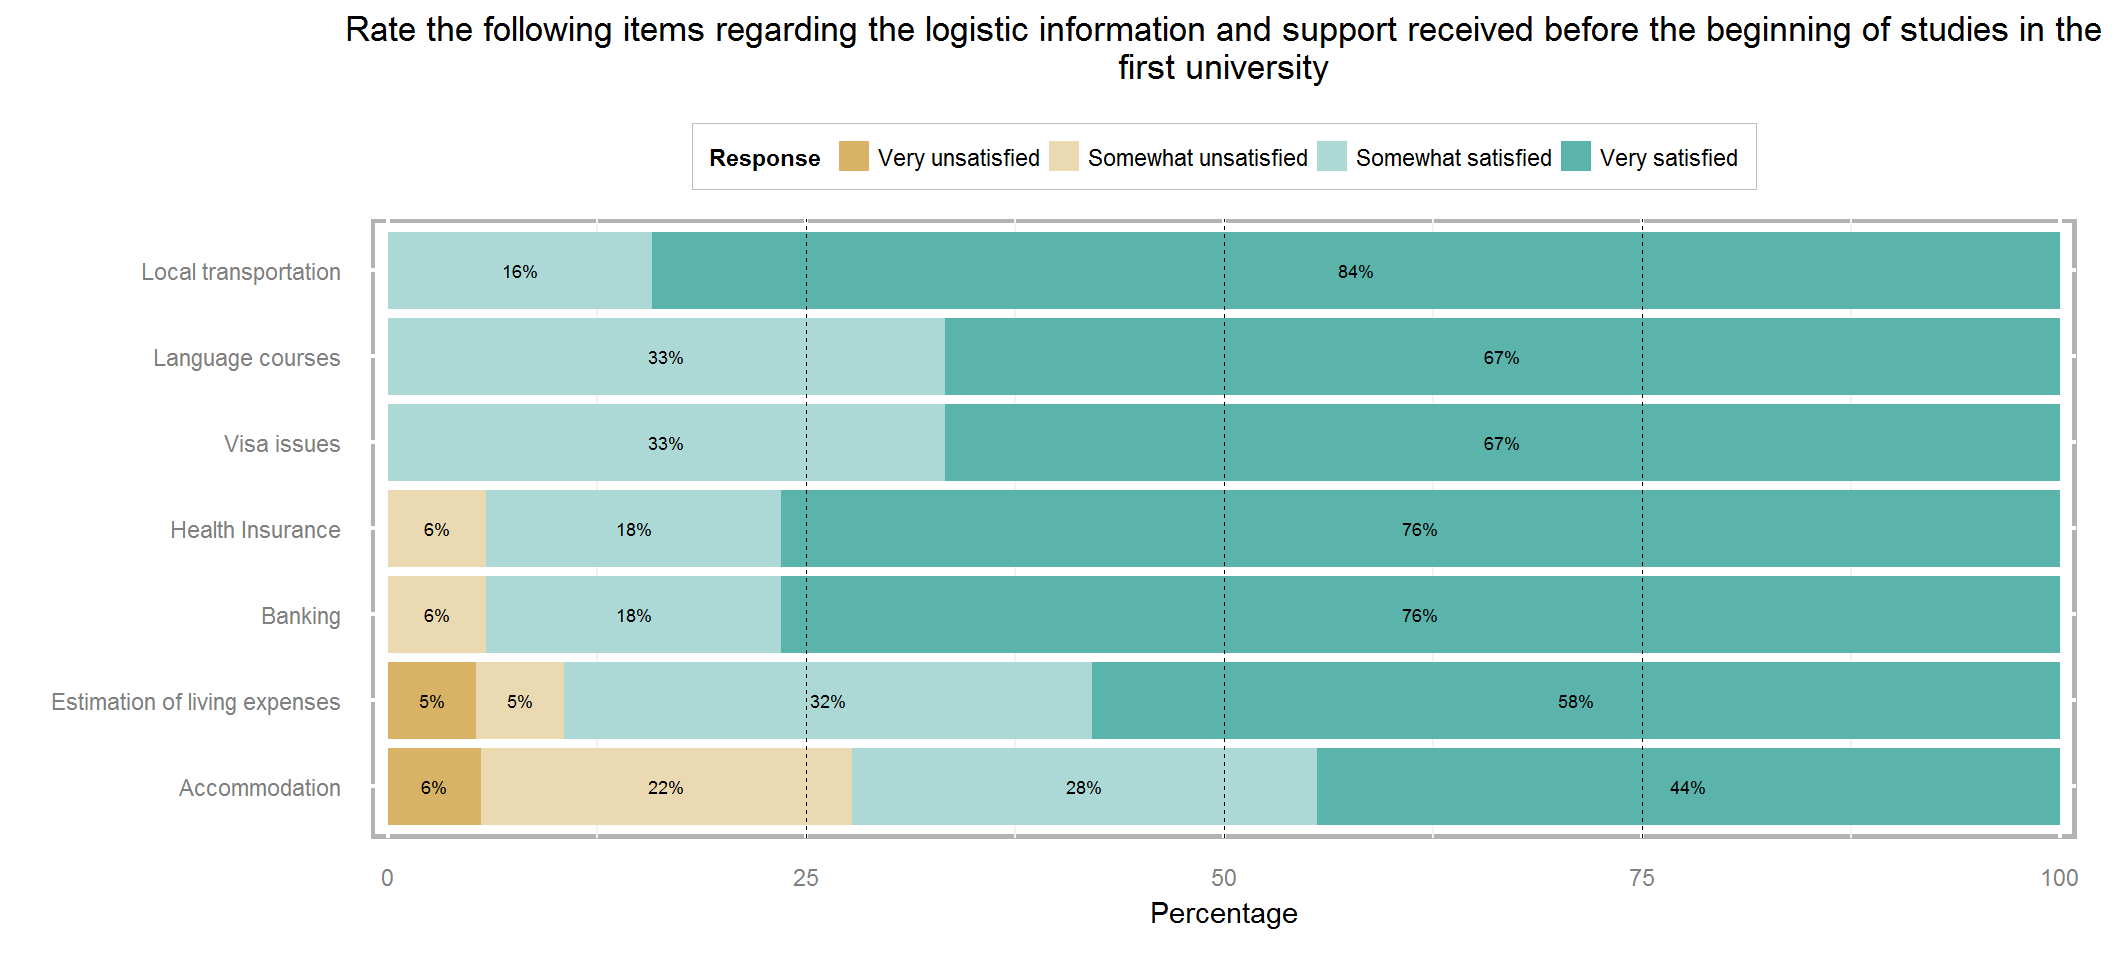 Rate the following items regarding the logistic information and support received before the beginning of studies in the
first university
Response Very unsatisfied Somewhat unsatisfied Somewhat satisfied Very satisfied
Local transportation 16% 84%
Language courses 33% 67%
Visa issues 33% 67%
Health Insurance 6% 18% 76%
Banking 6% 18% 76%
Estimation of living expenses 5% 5% 32% 58%
Accommodation 6% 22% 28% 44%
0 25 50 75 100
Percentage